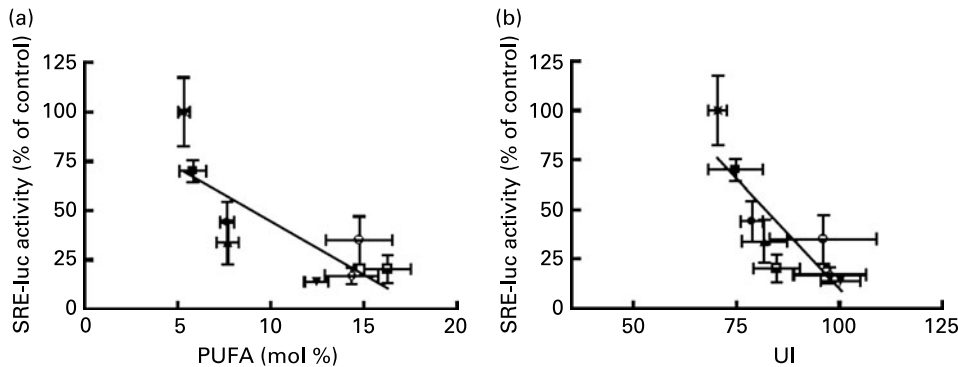 (a)
SRE-luc activity (% of control)
125
100
75
50
25
0
0 5 10 15 20
PUFA (mol %)
(b)
SRE-luc activity (% of control)
125
100
75
50
25
0
50 75 100 125
UI